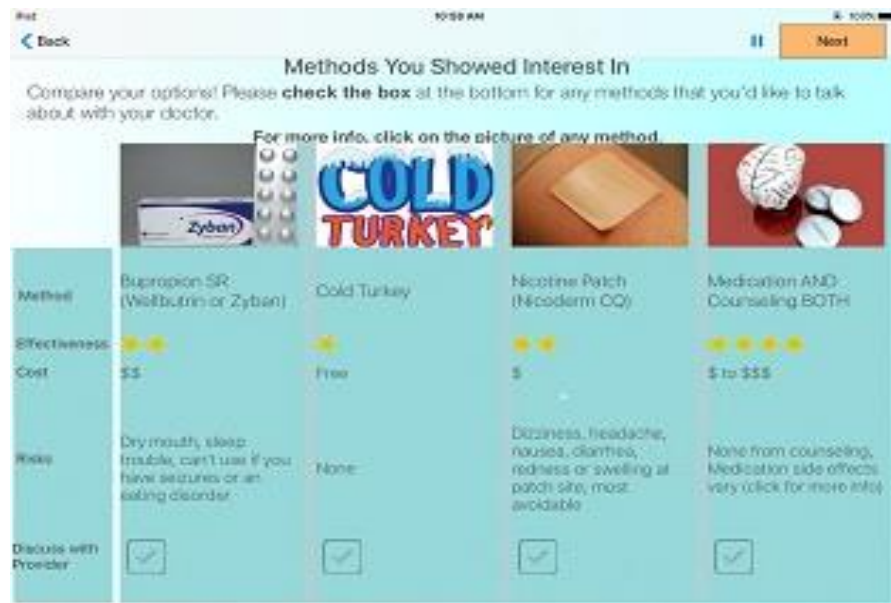 iPad 10:59 AM 100%
Back Next
Methods You Showed Interest In
Compare your options! Please check the box at the bottom for any methods that you'd like to talk
about with your doctor.
For more info, click on the picture of any method.
Zyban
COLD
TURKEY
Method
Bupropion SR
(Wellbutrin or Zyban)
Cold Turkey
Nicotine Patch
(Nicoderm CQ)
Medication AND
Counseling BOTH
Effectiveness
Cost
$$
Free
$
$ to $$$
Risks
Dry mouth, sleep
trouble, can't use if you
have seizures or an
eating disorder
None
Dizziness, headache,
nausea, diarrhea,
redness or swelling at
patch site, most
avoidable
None from counseling,
Medication side effects
vary (click for more info)
Discuss with
Provider